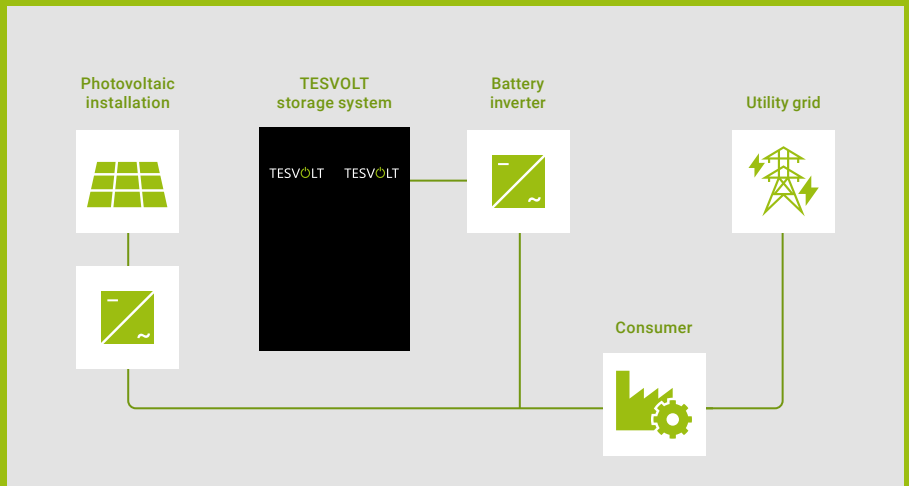 Photovoltaic
installation
TESVOLT
storage system
Battery
inverter
Utility grid
TESVOLT TESVOLT
Consumer